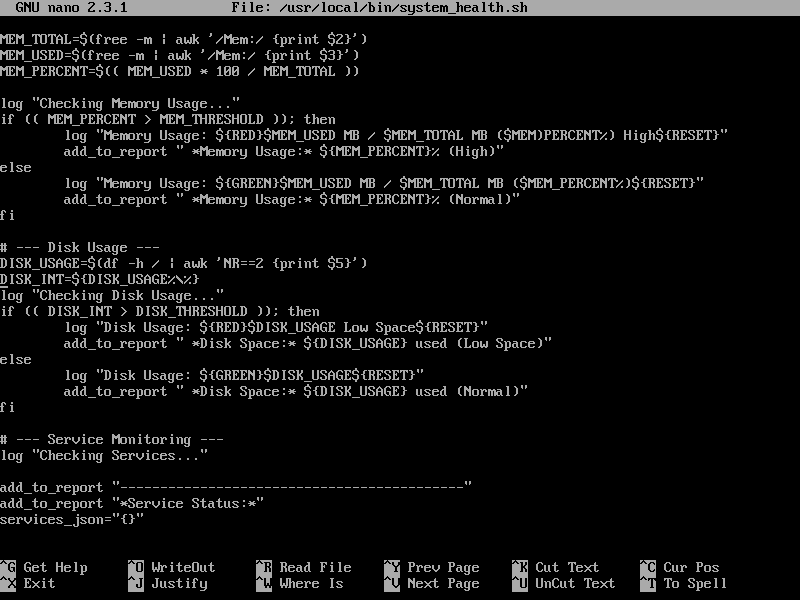 GNU nano 2.3.1 File: /usr/local/bin/system_health.sh
MEM_TOTAL=$(free -m | awk '/Mem:/ {print $2}')
MEM_USED=$(free -m | awk '/Mem:/ {print $3}')
MEM_PERCENT=$(( MEM_USED * 100 / MEM_TOTAL ))
log "Checking Memory Usage..."
if (( MEM_PERCENT > MEM_THRESHOLD )); then
log "Memory Usage: ${RED}$MEM_USED MB / $MEM_TOTAL MB ($MEM)PERCENT%) High${RESET}"
add_to_report " *Memory Usage:* ${MEM_PERCENT}% (High)"
else
log "Memory Usage: ${GREEN}$MEM_USED MB / $MEM_TOTAL MB ($MEM_PERCENT%)${RESET}"
add_to_report " *Memory Usage:* ${MEM_PERCENT}% (Normal)"
fi
# --- Disk Usage ---
DISK_USAGE=$(df -h / | awk 'NR==2 {print $5}')
DISK_INT=${DISK_USAGE%\%}
log "Checking Disk Usage..."
if (( DISK_INT > DISK_THRESHOLD )); then
log "Disk Usage: ${RED}$DISK_USAGE Low Space${RESET}"
add_to_report " *Disk Space:* ${DISK_USAGE} used (Low Space)"
else
log "Disk Usage: ${GREEN}$DISK_USAGE${RESET}"
add_to_report " *Disk Space:* ${DISK_USAGE} used (Normal)"
fi
# --- Service Monitoring ---
log "Checking Services..."
add_to_report "-------------------------------------------"
add_to_report "*Service Status:*"
services_json="{}"
^G Get Help ^O WriteOut ^R Read File ^Y Prev Page ^K Cut Text ^C Cur Pos
^X Exit ^J Justify ^W Where Is ^V Next Page ^U UnCut Text ^T To Spell